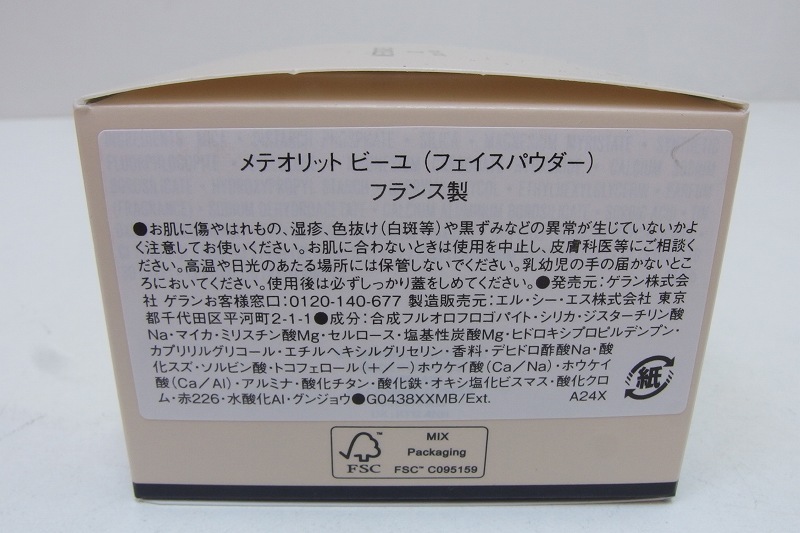 メテオリット ビーユ（フェイスパウダー）
フランス製
●お肌に傷やはれもの、湿疹、色抜け（白斑等）や黒ずみなどの異常が生じていないかよ
く注意してお使いください。お肌に合わないときは使用を中止し、皮膚科医等にご相談くだ
さい。高温や日光のあたる場所には保管しないでください。乳幼児の手の届かないとこ
ろにおいてください。使用後は必ずしっかり蓋をしめてください。●発売元：ゲラン株式会
社 ゲランお客様窓口：0120-140-677 製造販売元：エル・シー・エス株式会社 東京
都千代田区平河町2-1-1●成分：合成フルオロフロゴパイト・シリカ・ジステアリン酸
Na・マイカ・ミリスチン酸Mg・セルロース・塩基性炭酸Mg・ヒドロキシプロピルデンプン・
カプリリルグリコール・エチルヘキシルグリセリン・香料・デヒドロ酢酸Na・酸
化スズ・ソルビン酸・トコフェロール（＋／－）ホウケイ酸（Ca／Na）・ホウケイ
酸（Ca／Al）・アルミナ・酸化チタン・酸化鉄・オキシ塩化ビスマス・酸化クロ
ム・赤226・水酸化Al・グンジョウ●G0438XXMB/Ext.
A24X
紙
FSC
MIX
Packaging
FSC™ C095159